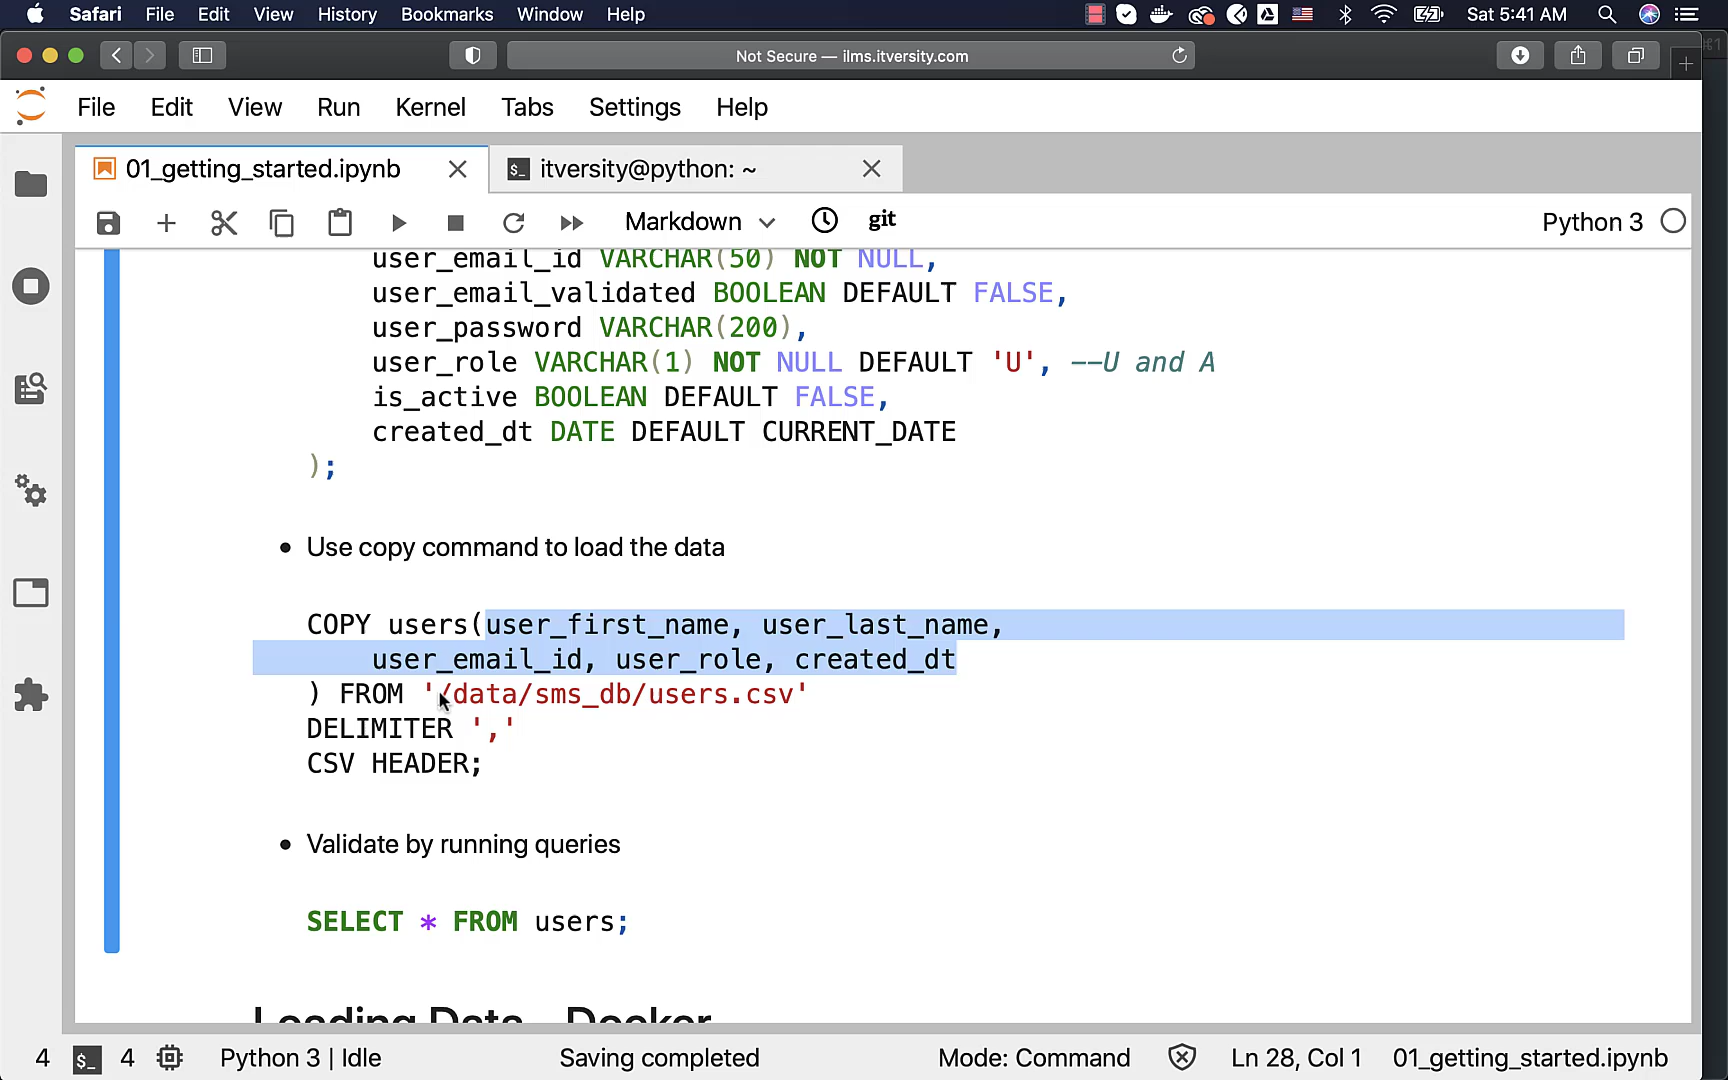 Safari File Edit View History Bookmarks Window Help Sat 5:41 AM
Not Secure — ilms.itversity.com
⌘1
File Edit View Run Kernel Tabs Settings Help
01_getting_started.ipynb itversity@python: ~
Markdown git Python 3
user_email_id VARCHAR(50) NOT NULL,
user_email_validated BOOLEAN DEFAULT FALSE,
user_password VARCHAR(200),
user_role VARCHAR(1) NOT NULL DEFAULT 'U', --U and A
is_active BOOLEAN DEFAULT FALSE,
created_dt DATE DEFAULT CURRENT_DATE
);
• Use copy command to load the data
COPY users(user_first_name, user_last_name,
user_email_id, user_role, created_dt
) FROM '/data/sms_db/users.csv'
DELIMITER ','
CSV HEADER;
• Validate by running queries
SELECT * FROM users;
Loading Data - Docker
4 $_ 4 Python 3 | Idle Saving completed Mode: Command Ln 28, Col 1 01_getting_started.ipynb